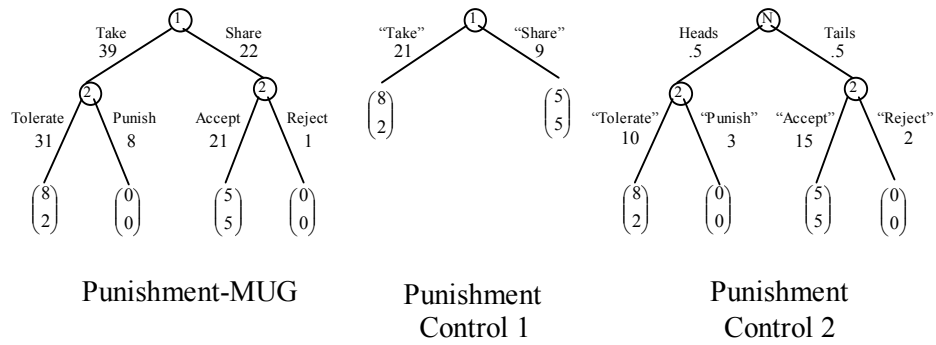 1
Take
39
Share
22
2
2
Tolerate
31
Punish
8
Accept
21
Reject
1
8
2
0
0
5
5
0
0
Punishment-MUG
1
“Take”
21
“Share”
9
8
2
5
5
Punishment
Control 1
N
Heads
.5
Tails
.5
2
2
“Tolerate”
10
“Punish”
3
“Accept”
15
“Reject”
2
8
2
0
0
5
5
0
0
Punishment
Control 2